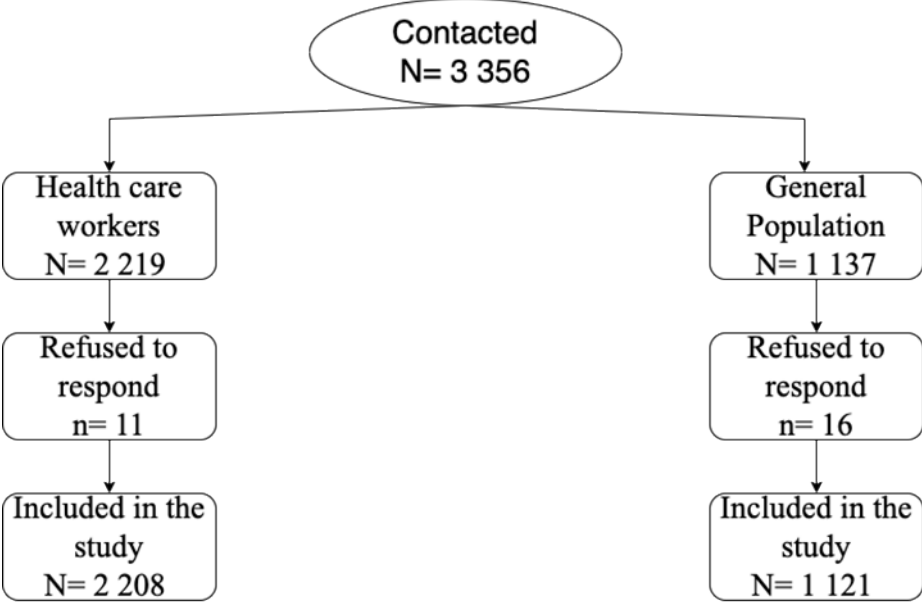 Contacted
N= 3 356
Health care
workers
N= 2 219
General
Population
N= 1 137
Refused to
respond
n= 11
Refused to
respond
n= 16
Included in the
study
N= 2 208
Included in the
study
N= 1 121